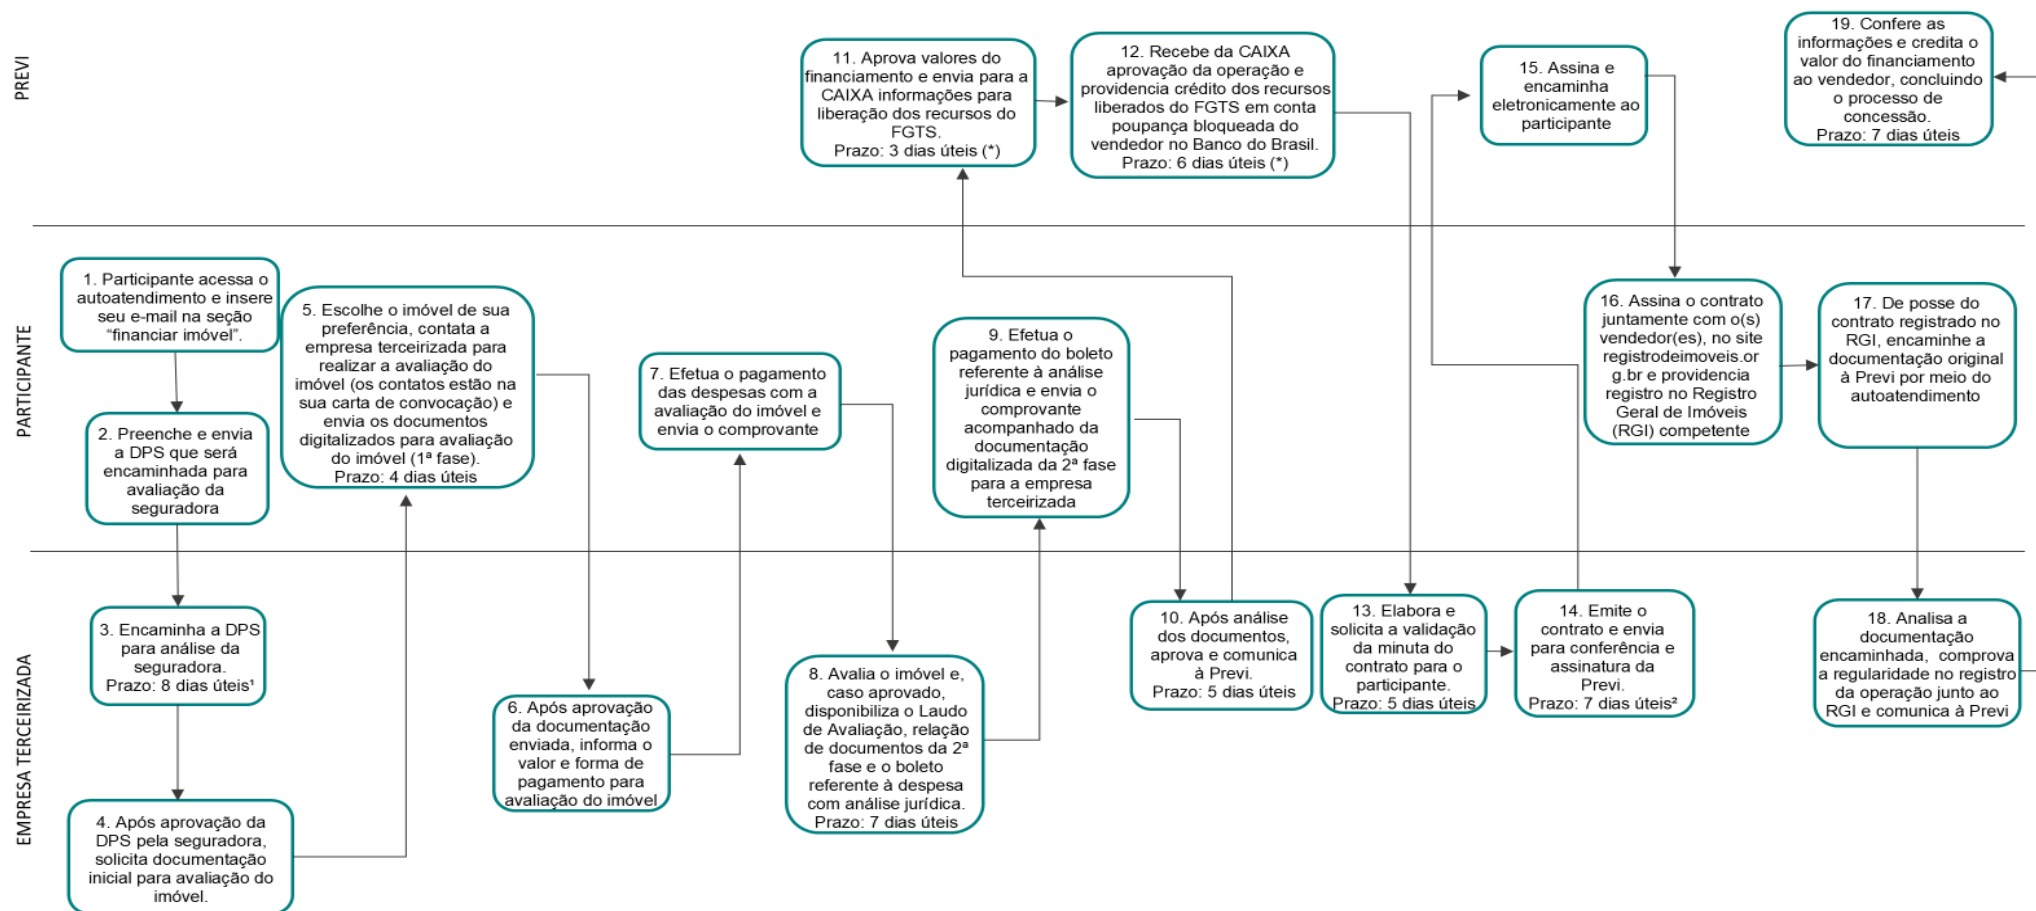 PREVI
11. Aprova valores do
financiamento e envia para a
CAIXA informações para
liberação dos recursos do
FGTS.
Prazo: 3 dias úteis (*)
12. Recebe da CAIXA
aprovação da operação e
providencia crédito dos recursos
liberados do FGTS em conta
poupança bloqueada do
vendedor no Banco do Brasil.
Prazo: 6 dias úteis (*)
15. Assina e
encaminha
eletronicamente ao
participante
19. Confere as
informações e credita o
valor do financiamento
ao vendedor, concluindo
o processo de
concessão.
Prazo: 7 dias úteis
PARTICIPANTE
1. Participante acessa o
autoatendimento e insere
seu e-mail na seção
“financiar imóvel”.
2. Preenche e envia
a DPS que será
encaminhada para
avaliação da
seguradora
5. Escolhe o imóvel de sua
preferência, contata a
empresa terceirizada para
realizar a avaliação do
imóvel (os contatos estão na
sua carta de convocação) e
envia os documentos
digitalizados para avaliação
do imóvel (1ª fase).
Prazo: 4 dias úteis
7. Efetua o pagamento
das despesas com a
avaliação do imóvel e
envia o comprovante
9. Efetua o
pagamento do boleto
referente à análise
jurídica e envia o
comprovante
acompanhado da
documentação
digitalizada da 2ª fase
para a empresa
terceirizada
16. Assina o contrato
juntamente com o(s)
vendedor(es), no site
registrodeimoveis.or
g.br e providencia
registro no Registro
Geral de Imóveis
(RGI) competente
17. De posse do
contrato registrado no
RGI, encaminhe a
documentação original
à Previ por meio do
autoatendimento
EMPRESA TERCEIRIZADA
3. Encaminha a DPS
para análise da
seguradora.
Prazo: 8 dias úteis¹
4. Após aprovação da
DPS pela seguradora,
solicita documentação
inicial para avaliação do
imóvel.
6. Após aprovação
da documentação
enviada, informa o
valor e forma de
pagamento para
avaliação do imóvel
8. Avalia o imóvel e,
caso aprovado,
disponibiliza o Laudo
de Avaliação, relação
de documentos da 2ª
fase e o boleto
referente à despesa
com análise jurídica.
Prazo: 7 dias úteis
10. Após análise
dos documentos,
aprova e comunica
à Previ.
Prazo: 5 dias úteis
13. Elabora e
solicita a validação
da minuta do
contrato para o
participante.
Prazo: 5 dias úteis
14. Emite o
contrato e envia
para conferência e
assinatura da
Previ.
Prazo: 7 dias úteis²
18. Analisa a
documentação
encaminhada, comprova
a regularidade no registro
da operação junto ao
RGI e comunica à Previ